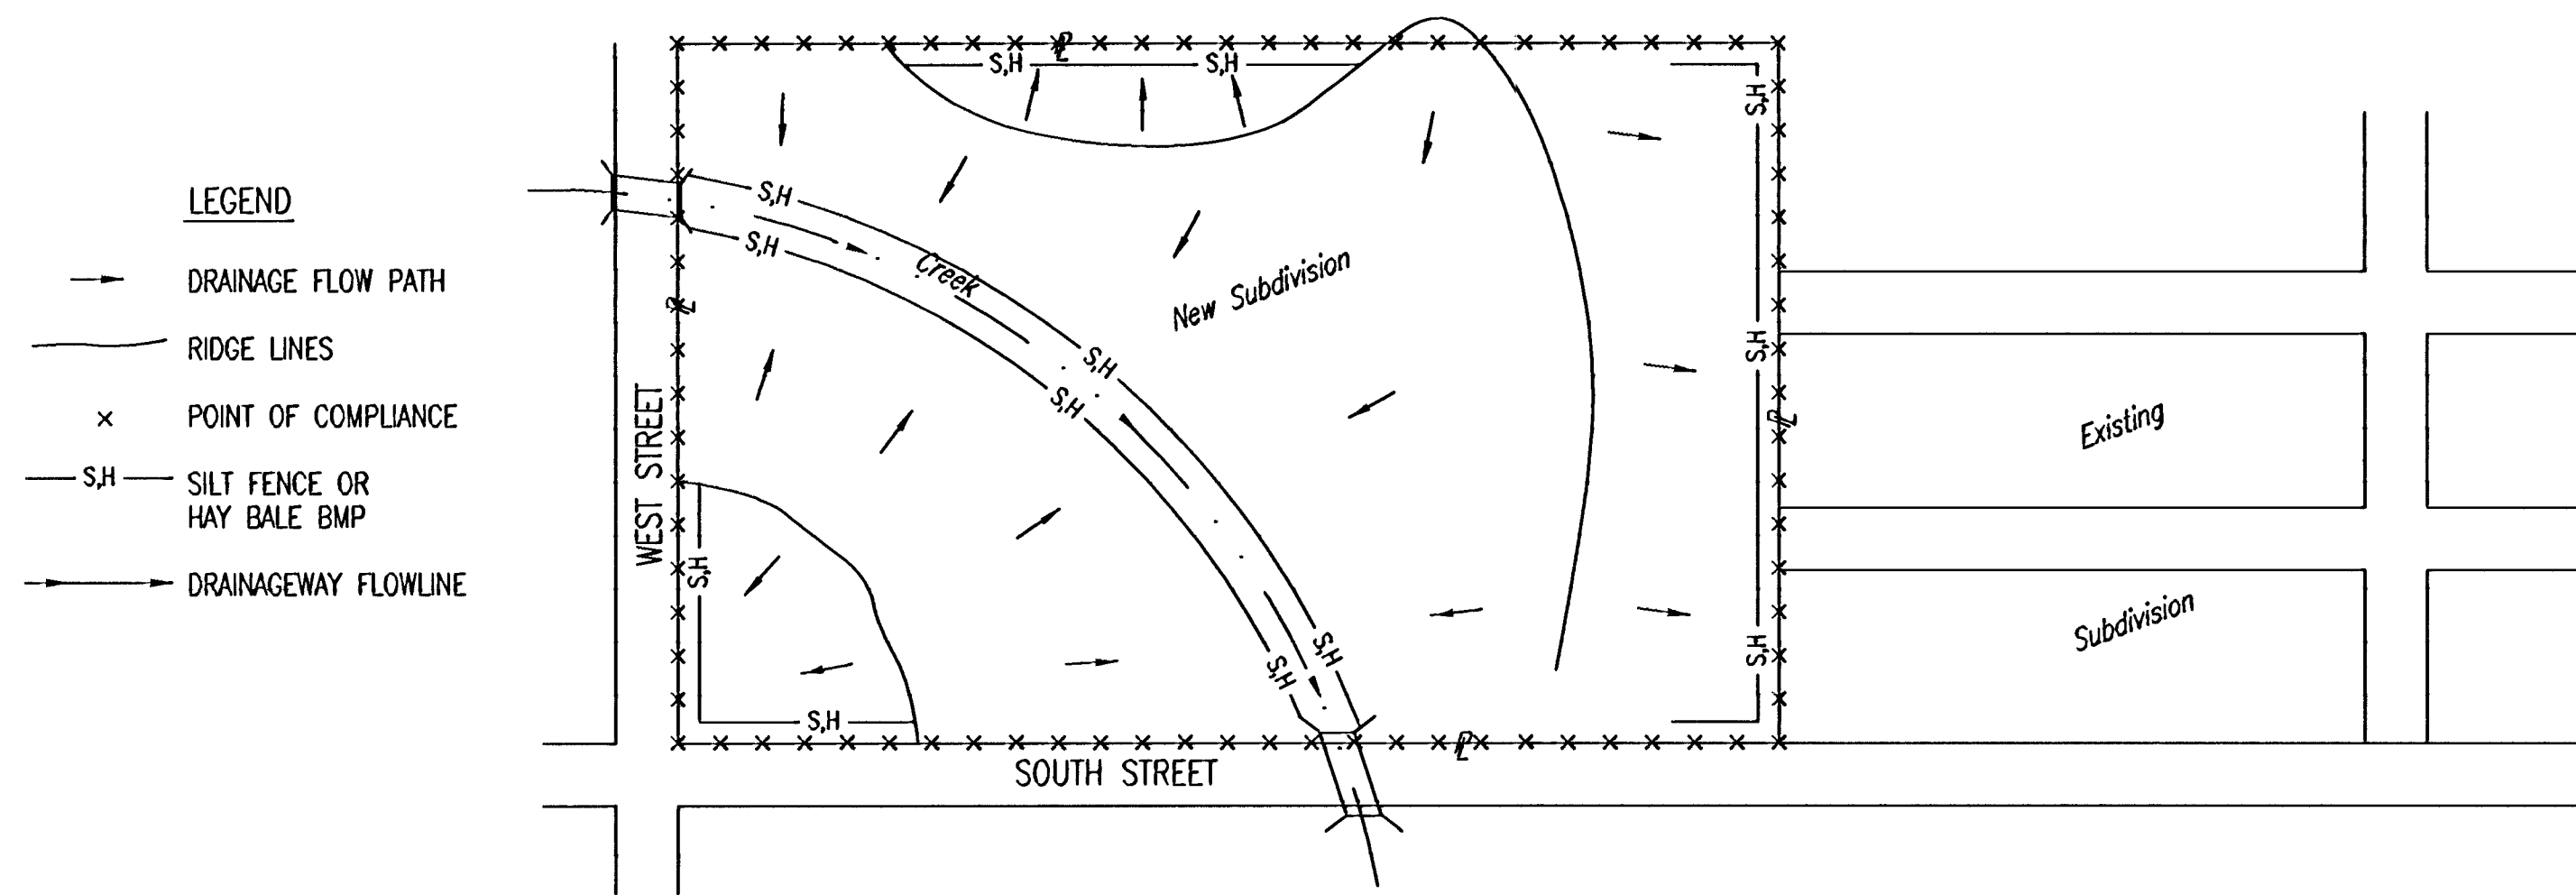 LEGEND
DRAINAGE FLOW PATH
RIDGE LINES
× POINT OF COMPLIANCE
S,H SILT FENCE OR
HAY BALE BMP
DRAINAGEWAY FLOWLINE
S,H
S,H
S,H
S,H
S,H
Creek
New Subdivision
S,H
S,H
S,H
WEST STREET
Existing
S,H
Subdivision
S,H
S,H
S,H
S,H
SOUTH STREET